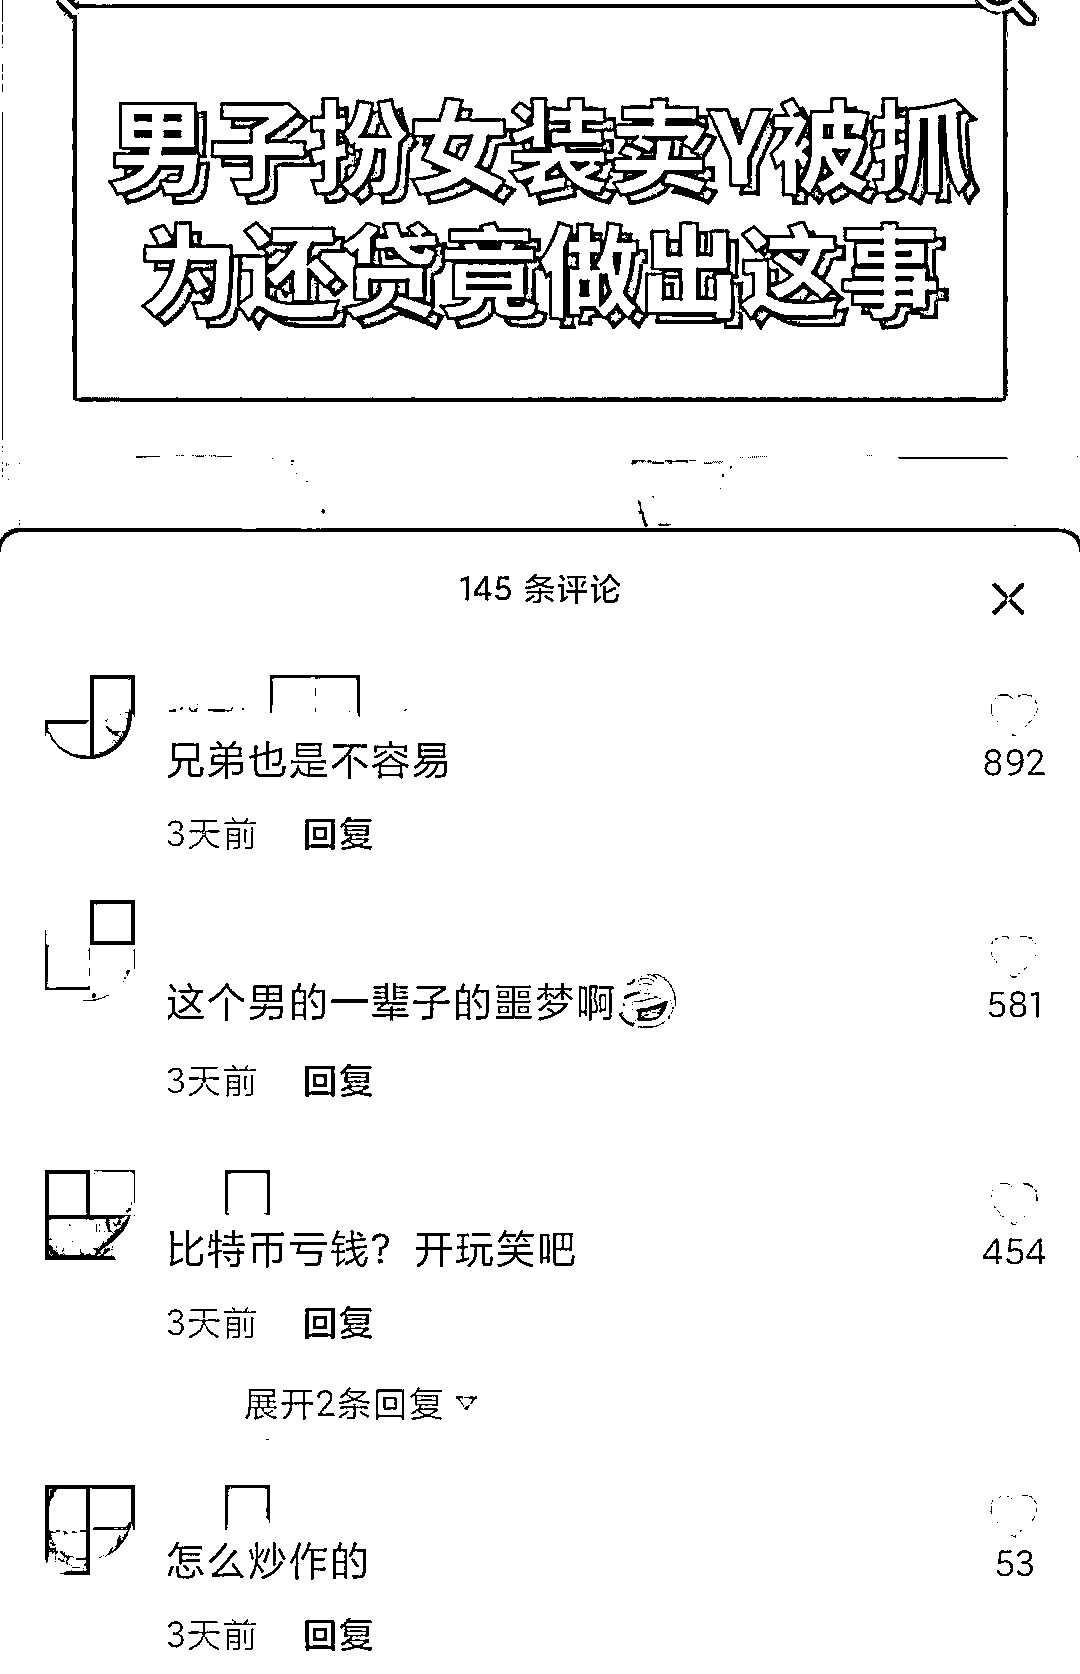 男子扮女装卖Y被抓
为还贷竟做出这事
145 条评论
兄弟也是不容易
892
3天前 回复
这个男的一辈子的噩梦啊
581
3天前 回复
比特币亏钱？开玩笑吧
454
3天前 回复
展开2条回复
怎么炒作的
53
3天前 回复